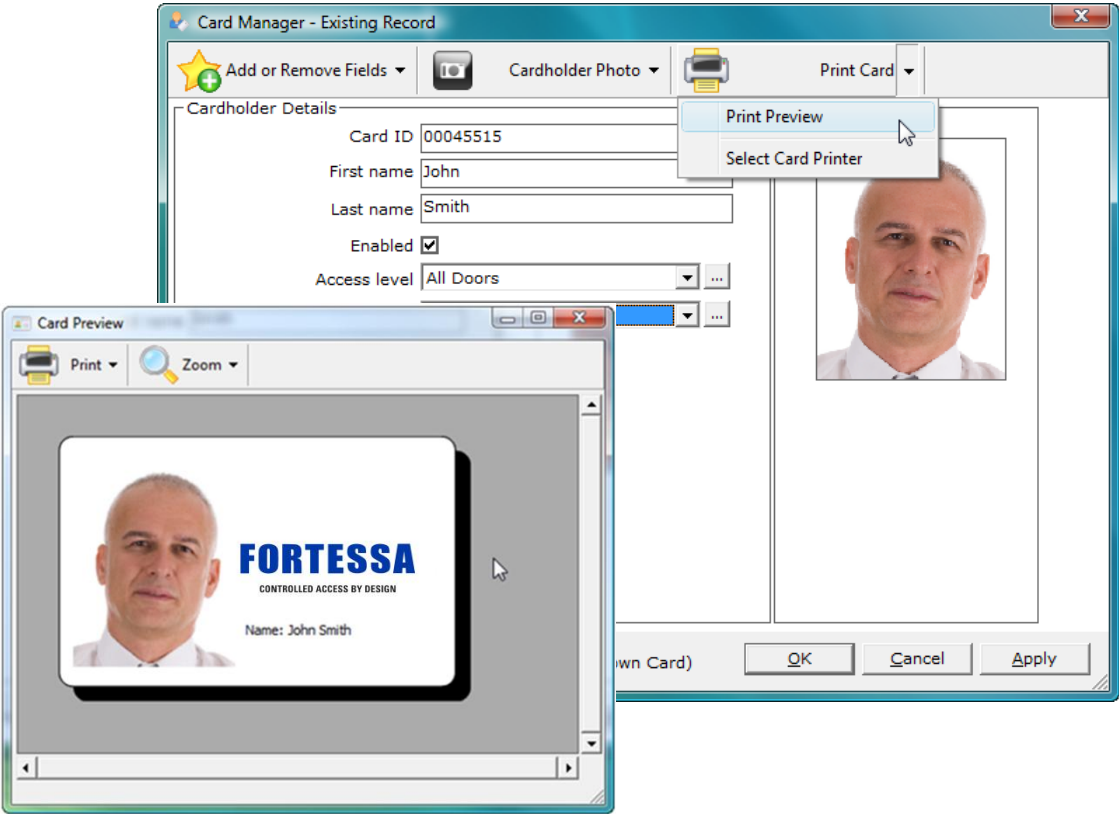 Card Manager - Existing Record
Add or Remove Fields
Cardholder Photo
Print Card
Print Preview
Select Card Printer
Cardholder Details
Card ID 00045515
First name John
Last name Smith
Enabled
Access level All Doors ...
...
Card Preview
Print
Zoom
FORTESSA
CONTROLLED ACCESS BY DESIGN
Name: John Smith
Card)
OK
Cancel
Apply